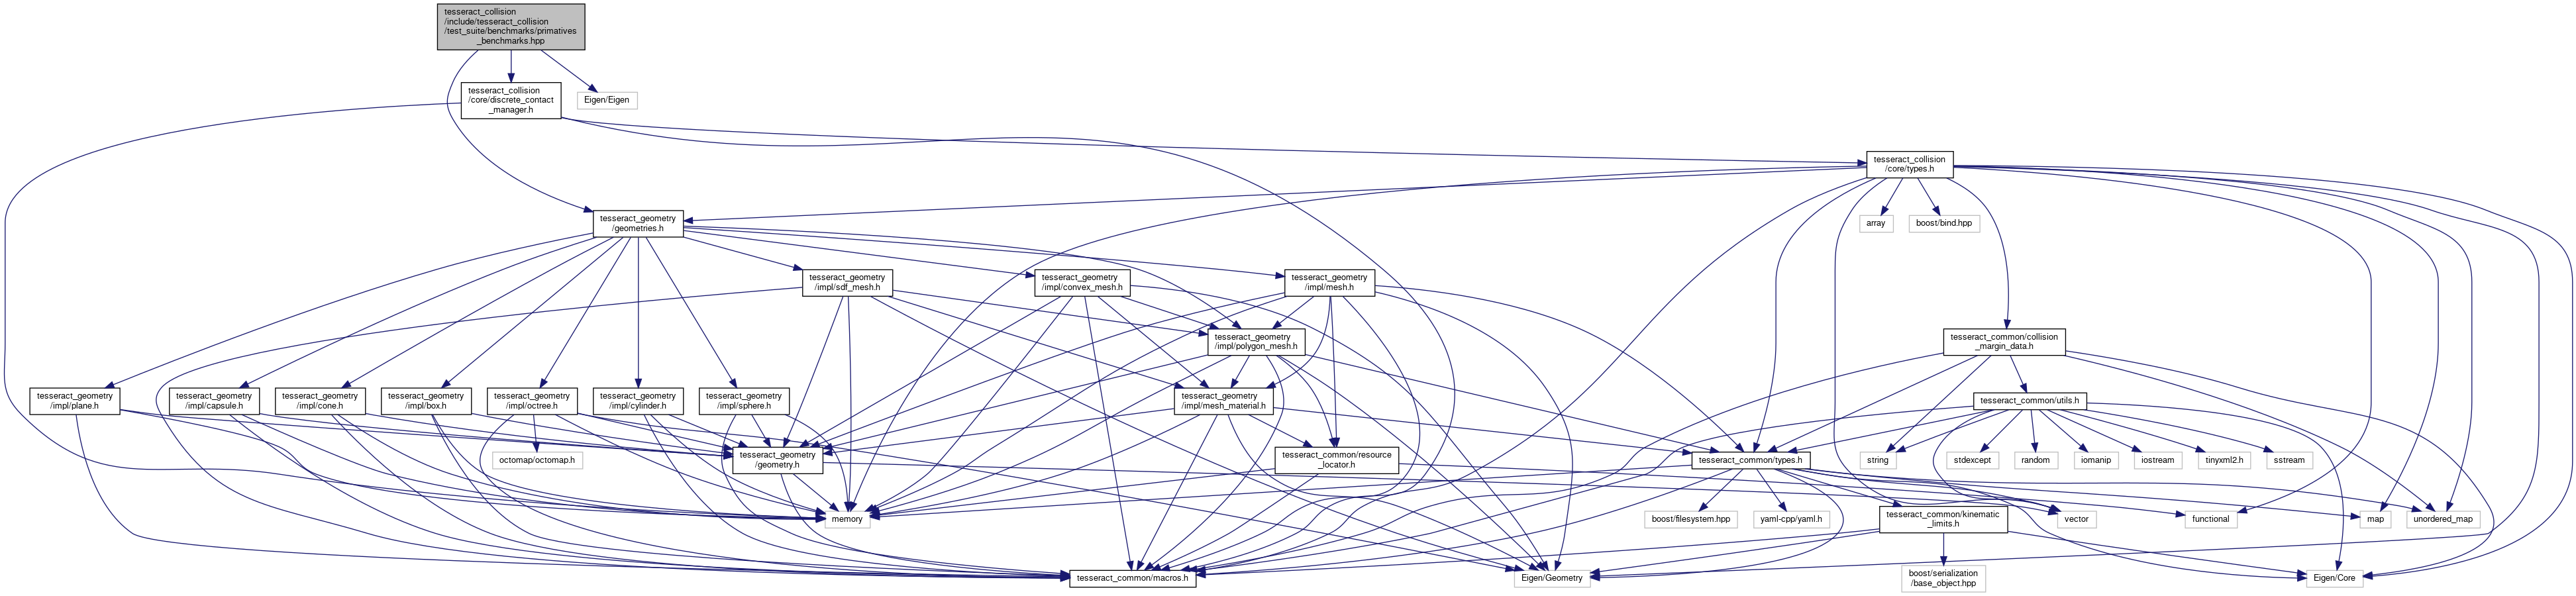 tesseract_collision
/include/tesseract_collision
/test_suite/benchmarks/primatives
_benchmarks.hpp
tesseract_collision
/core/discrete_contact
_manager.h
Eigen/Eigen
tesseract_collision
/core/types.h
tesseract_geometry
/geometries.h
array
boost/bind.hpp
tesseract_geometry
/impl/sdf_mesh.h
tesseract_geometry
/impl/convex_mesh.h
tesseract_geometry
/impl/mesh.h
tesseract_geometry
/impl/polygon_mesh.h
tesseract_common/collision
_margin_data.h
tesseract_geometry
/impl/plane.h
tesseract_geometry
/impl/capsule.h
tesseract_geometry
/impl/cone.h
tesseract_geometry
/impl/box.h
tesseract_geometry
/impl/octree.h
tesseract_geometry
/impl/cylinder.h
tesseract_geometry
/impl/sphere.h
tesseract_geometry
/impl/mesh_material.h
tesseract_common/utils.h
octomap/octomap.h
tesseract_geometry
/geometry.h
tesseract_common/resource
_locator.h
tesseract_common/types.h
string
stdexcept
random
iomanip
iostream
tinyxml2.h
sstream
memory
boost/filesystem.hpp
yaml-cpp/yaml.h
tesseract_common/kinematic
_limits.h
vector
functional
map
unordered_map
tesseract_common/macros.h
Eigen/Geometry
boost/serialization
/base_object.hpp
Eigen/Core